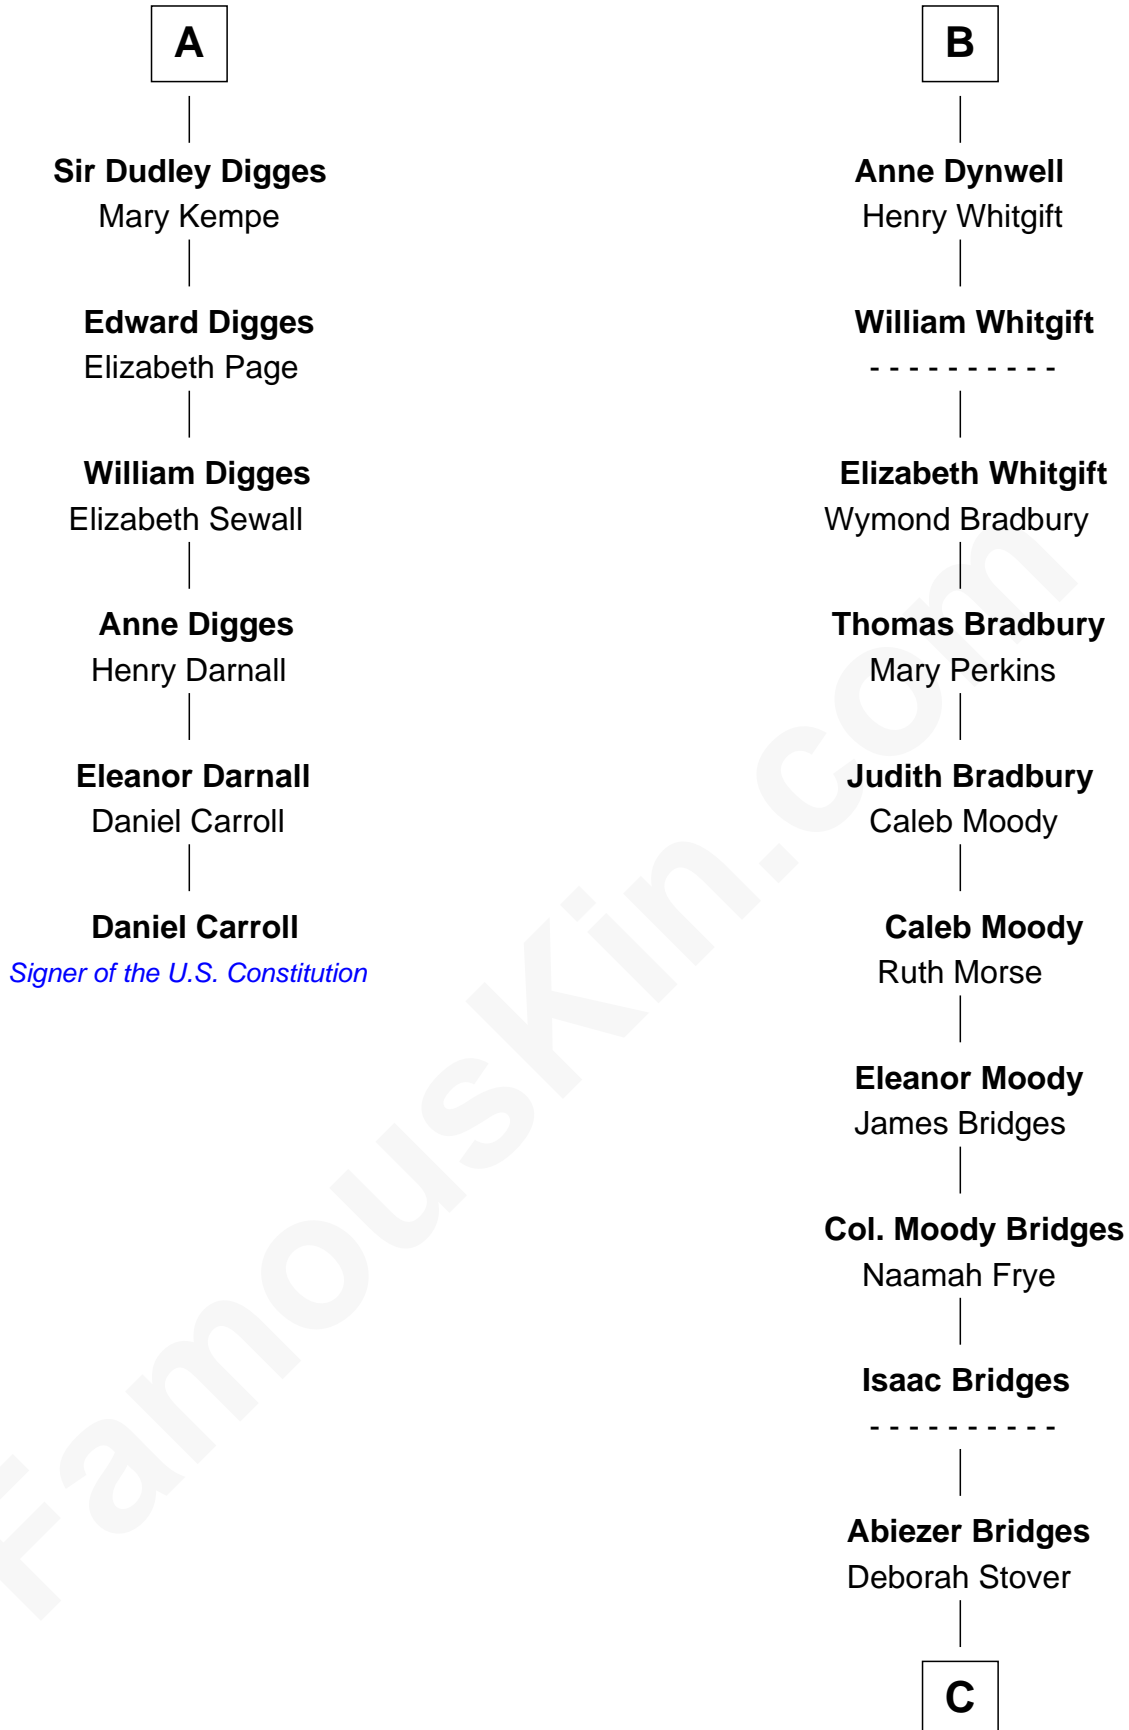 A
Sir Dudley Digges
Mary Kempe
Edward Digges
Elizabeth Page
William Digges
Elizabeth Sewall
Anne Digges
Henry Darnall
Eleanor Darnall
Daniel Carroll
Daniel Carroll
Signer of the U.S. Constitution
B
Anne Dynwell
Henry Whitgift
William Whitgift
- - - - - - - - - -
Elizabeth Whitgift
Wymond Bradbury
Thomas Bradbury
Mary Perkins
Judith Bradbury
Caleb Moody
Caleb Moody
Ruth Morse
Eleanor Moody
James Bridges
Col. Moody Bridges
Naamah Frye
Isaac Bridges
- - - - - - - - - -
Abiezer Bridges
Deborah Stover
C
FamousKin.com